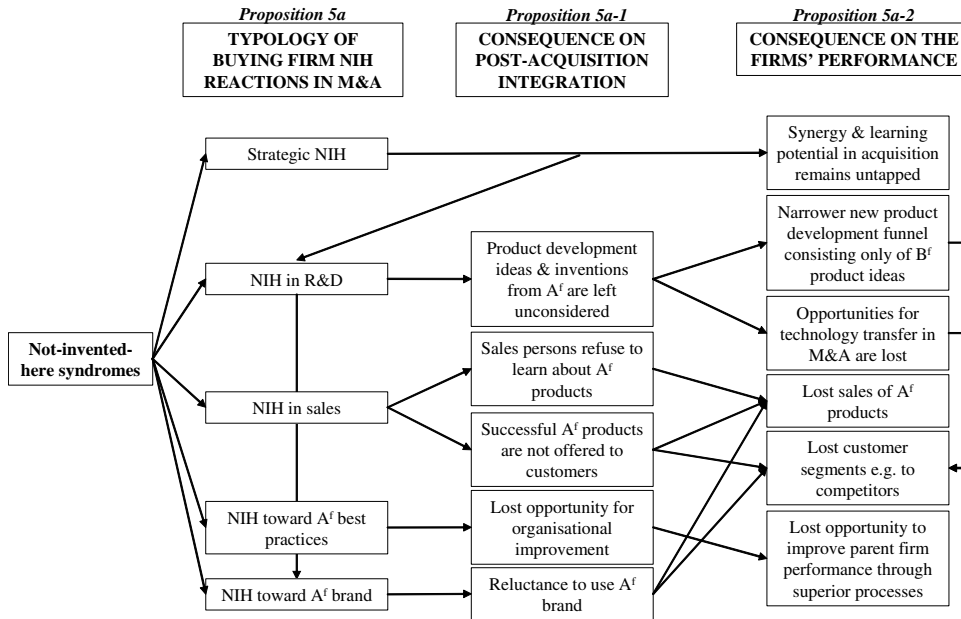 Proposition 5a
TYPOLOGY OF
BUYING FIRM NIH
REACTIONS IN M&A
Proposition 5a-1
CONSEQUENCE ON
POST-ACQUISITION
INTEGRATION
Proposition 5a-2
CONSEQUENCE ON THE
FIRMS' PERFORMANCE
Not-invented-
here syndromes
Strategic NIH
NIH in R&D
NIH in sales
NIH toward Aᶠ best
practices
NIH toward Aᶠ brand
Product development
ideas & inventions
from Aᶠ are left
unconsidered
Sales persons refuse to
learn about Aᶠ
products
Successful Aᶠ products
are not offered to
customers
Lost opportunity for
organisational
improvement
Reluctance to use Aᶠ
brand
Synergy & learning
potential in acquisition
remains untapped
Narrower new product
development funnel
consisting only of Bᶠ
product ideas
Opportunities for
technology transfer in
M&A are lost
Lost sales of Aᶠ
products
Lost customer
segments e.g. to
competitors
Lost opportunity to
improve parent firm
performance through
superior processes